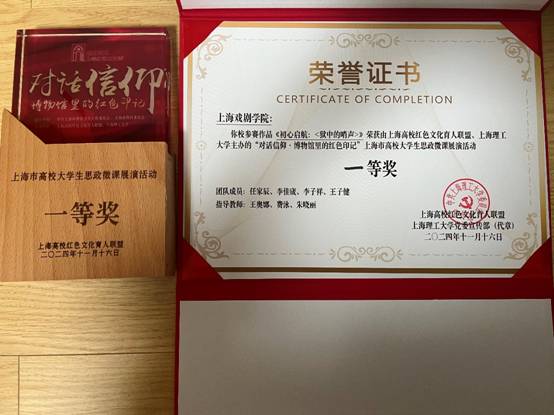 对话信仰
博物馆里的红色印记
上海市高校大学生思政微课展演活动
一等奖
上海高校红色文化育人联盟
二〇二四年十一月十六日
荣誉证书
CERTIFICATE OF COMPLETION
上海戏剧学院：
你校参赛作品《初心启航：<狱中的哨声>》荣获由上海高校红色文化育人联盟、上海理工
大学主办的“对话信仰·博物馆里的红色印记”上海市高校大学生思政微课展演活动
一等奖
团队成员：任家辰、李佳宬、李子祥、王子健
指导教师：王奥娜、费泳、朱晓丽
上海高校红色文化育人联盟
上海理工大学党委宣传部（代章）
二〇二四年十一月十六日